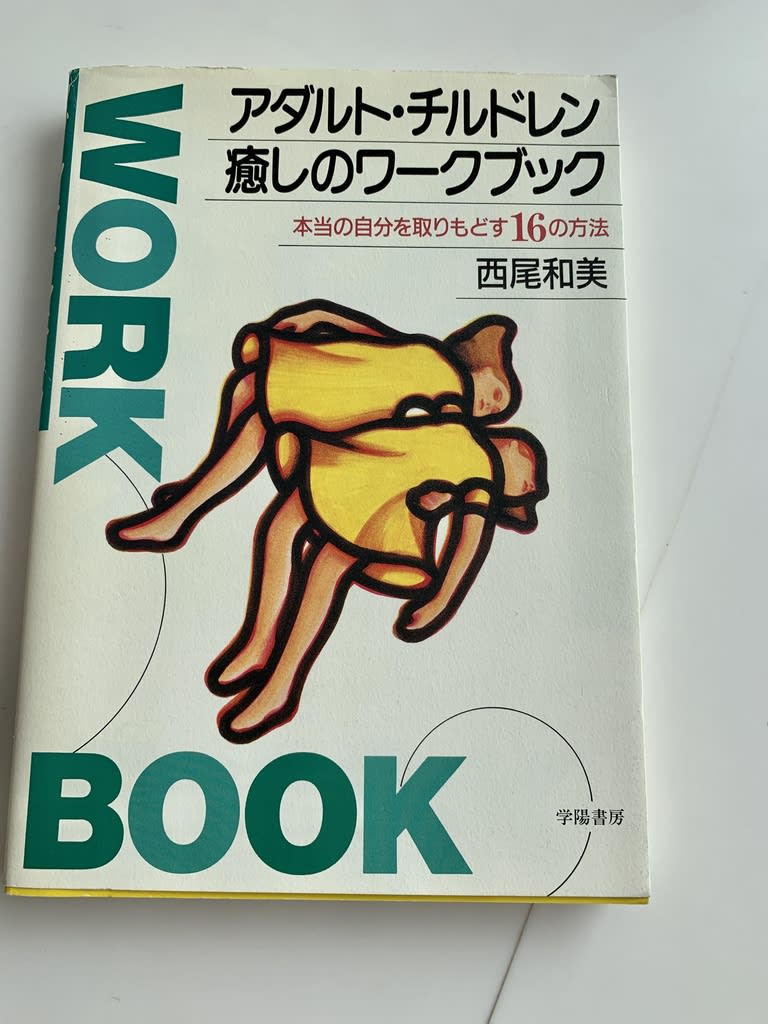 WORK
アダルト・チルドレン
癒しのワークブック
本当の自分を取りもどす16の方法
西尾和美
BOOK
学陽書房